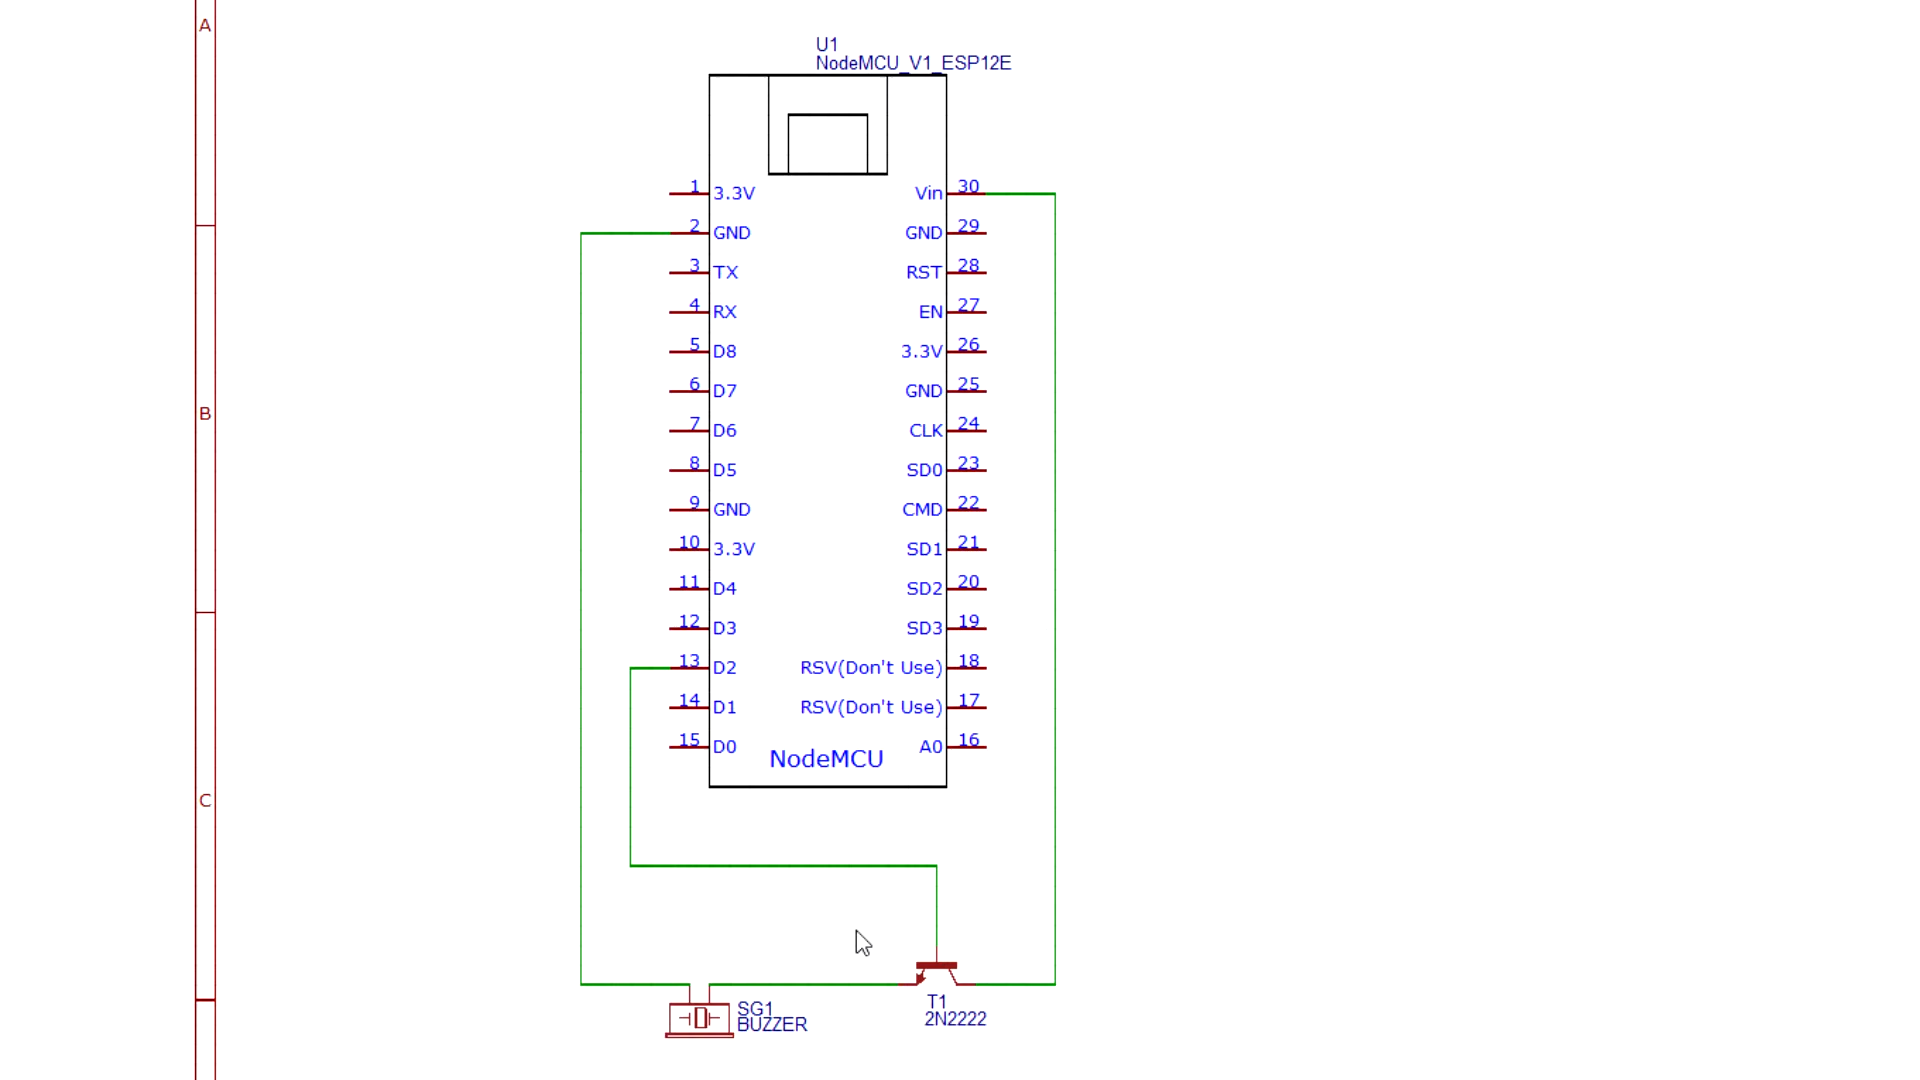 A
U1
NodeMCU_V1_ESP12E
1 3.3V Vin 30
2 GND GND 29
3 TX RST 28
4 RX EN 27
B
5 D8 3.3V 26
6 D7 GND 25
7 D6 CLK 24
8 D5 SD0 23
9 GND CMD 22
10 3.3V SD1 21
11 D4 SD2 20
12 D3 SD3 19
13 D2 RSV(Don't Use) 18
14 D1 RSV(Don't Use) 17
15 D0 A0 16
NodeMCU
C
T1
2N2222
SG1
BUZZER